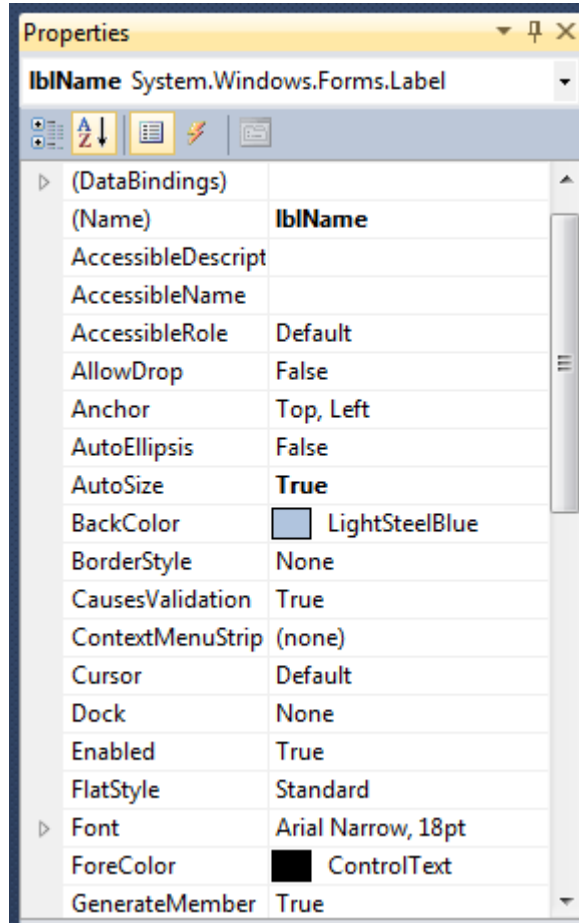 Properties
lblName System.Windows.Forms.Label
A
Z
(DataBindings)
(Name) lblName
AccessibleDescript
AccessibleName
AccessibleRole Default
AllowDrop False
Anchor Top, Left
AutoEllipsis False
AutoSize True
BackColor LightSteelBlue
BorderStyle None
CausesValidation True
ContextMenuStrip (none)
Cursor Default
Dock None
Enabled True
FlatStyle Standard
Font Arial Narrow, 18pt
ForeColor ControlText
GenerateMember True